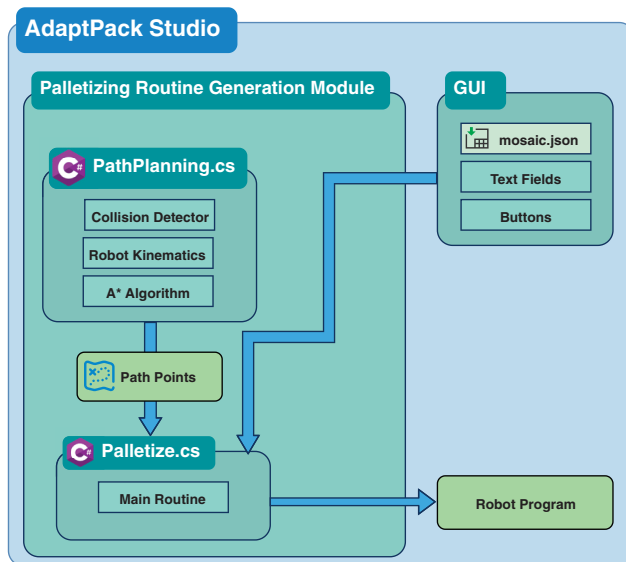 AdaptPack Studio
Palletizing Routine Generation Module
C#
PathPlanning.cs
Collision Detector
Robot Kinematics
A* Algorithm
Path Points
C#
Palletize.cs
Main Routine
GUI
mosaic.json
Text Fields
Buttons
Robot Program